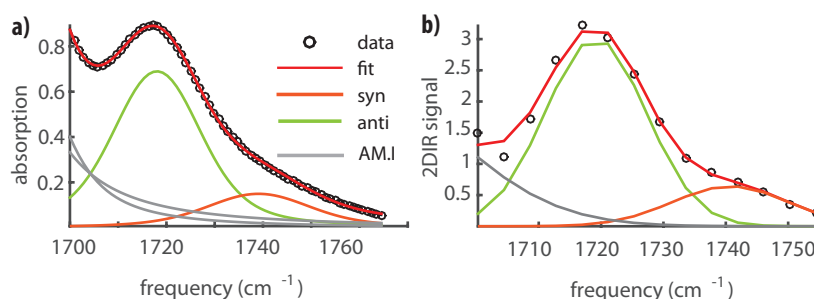 a)
absorption
0.8
0.6
0.4
0.2
1700
1720
1740
1760
frequency (cm -1)
data
fit
syn
anti
AM.I
b)
2DIR signal
3
2.5
2
1.5
1
0.5
1710
1720
1730
1740
1750
frequency (cm -1)